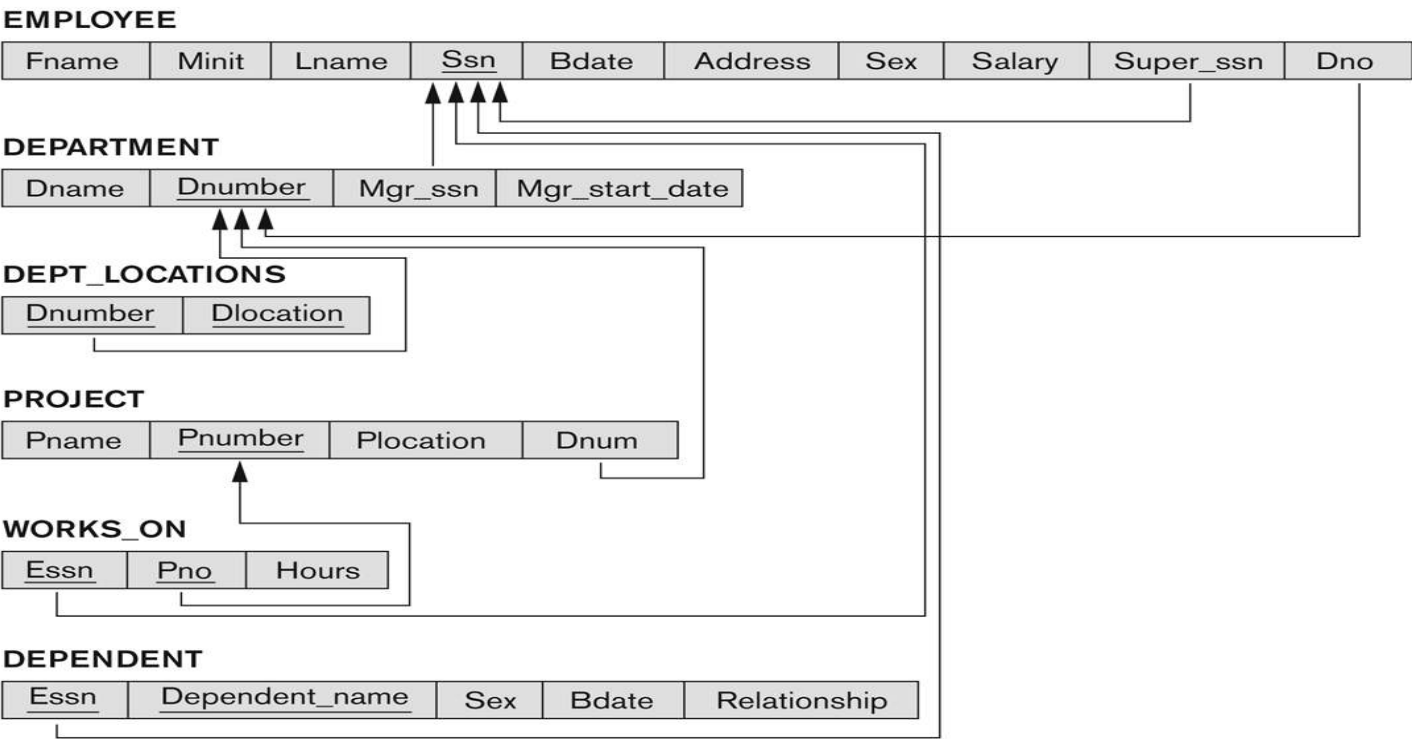 EMPLOYEE
Fname Minit Lname Ssn Bdate Address Sex Salary Super_ssn Dno
DEPARTMENT
Dname Dnumber Mgr_ssn Mgr_start_date
DEPT_LOCATIONS
Dnumber Dlocation
PROJECT
Pname Pnumber Plocation Dnum
WORKS_ON
Essn Pno Hours
DEPENDENT
Essn Dependent_name Sex Bdate Relationship